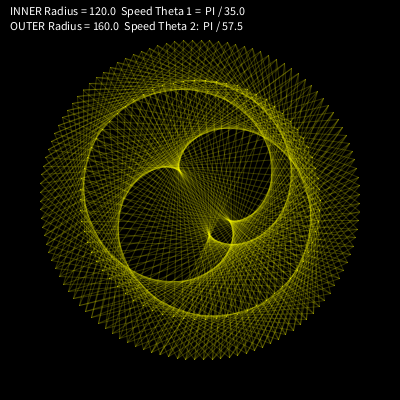 INNER Radius = 120.0  Speed Theta 1 =  PI / 35.0
OUTER Radius = 160.0  Speed Theta 2:  PI / 57.5